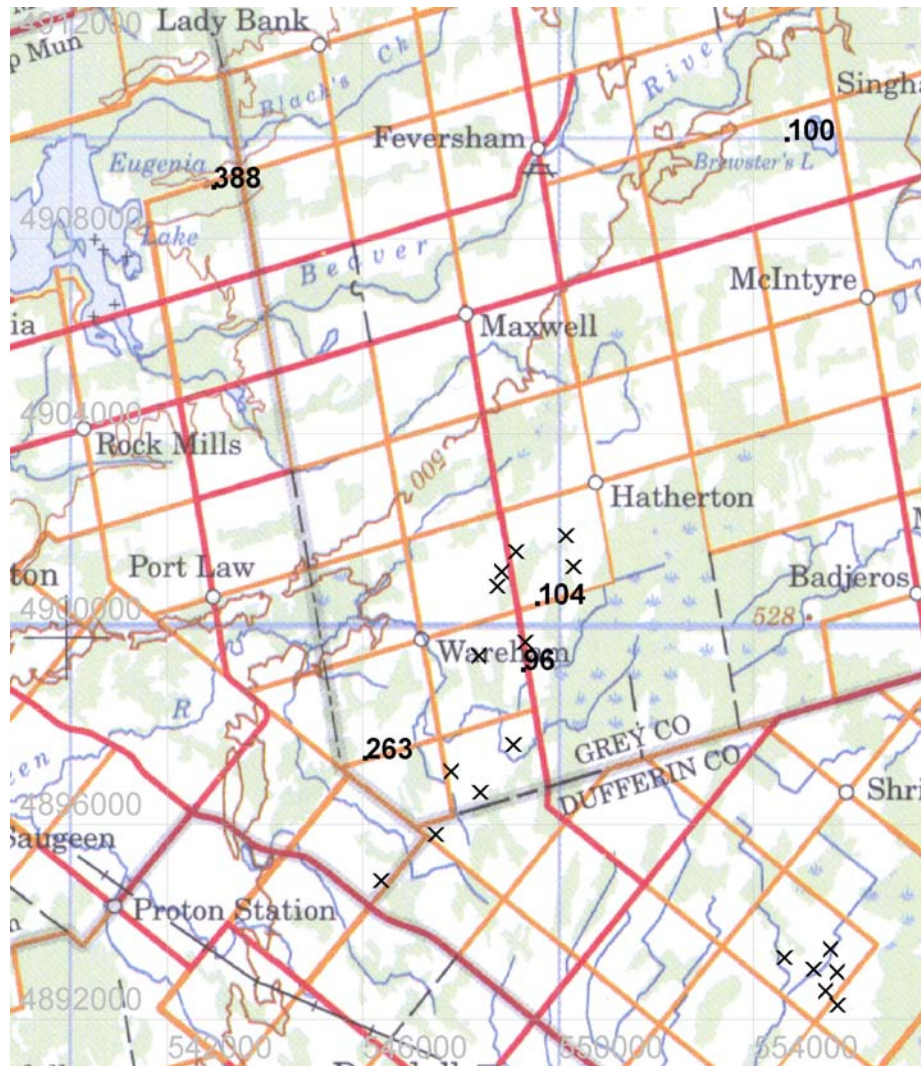 4912000
Lady Bank
p Mun
Black's Ck
River
Singha
.100
Feversham
Eugenia
.388
Brewster's L
4908000
Lake
Beaver
McIntyre
ia
Maxwell
4904000
Rock Mills
500
Hatherton
ton
Port Law
Badjeros
.104
4900000
528
Wareham
.96
R
.263
GREY CO
een
DUFFERIN CO
4896000
Shri
Saugeen
Proton Station
n
4892000
542000
546000
550000
554000